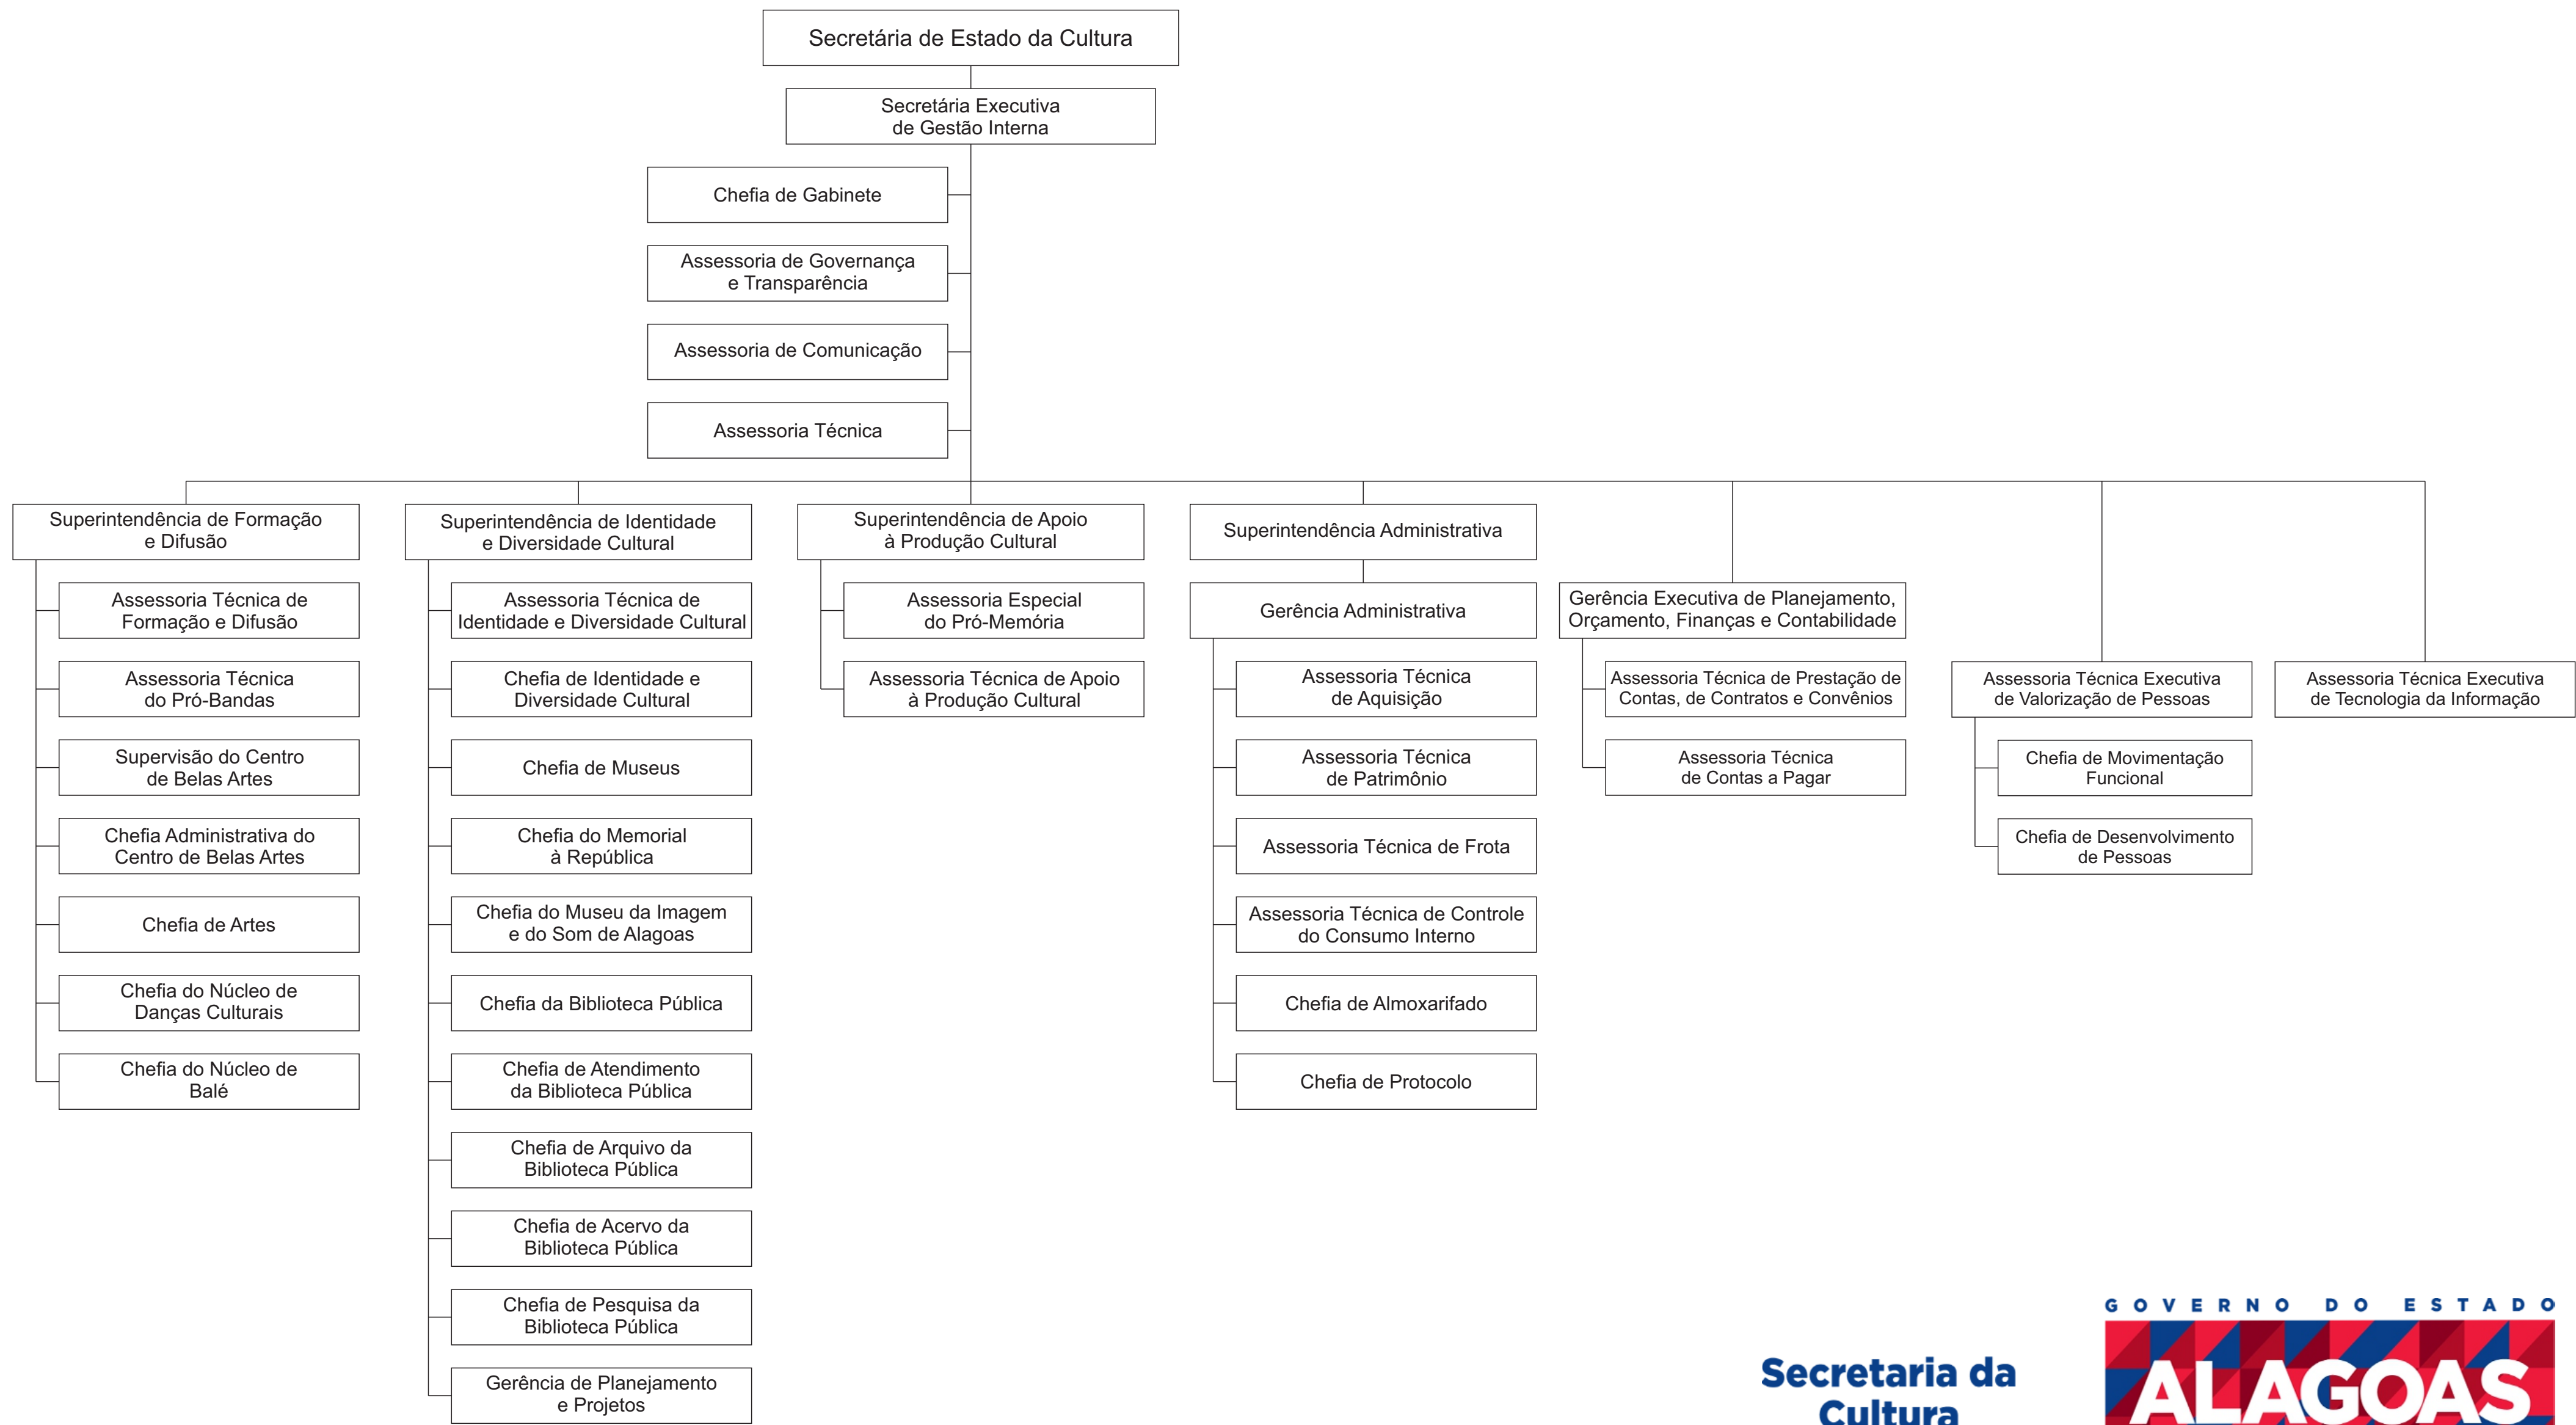 Secretária de Estado da Cultura
Secretária Executiva
de Gestão Interna
Chefia de Gabinete
Assessoria de Governança
e Transparência
Assessoria de Comunicação
Assessoria Técnica
Superintendência de Formação
e Difusão
Assessoria Técnica de
Formação e Difusão
Assessoria Técnica
do Pró-Bandas
Supervisão do Centro
de Belas Artes
Chefia Administrativa do
Centro de Belas Artes
Chefia de Artes
Chefia do Núcleo de
Danças Culturais
Chefia do Núcleo de
Balé
Superintendência de Identidade
e Diversidade Cultural
Assessoria Técnica de
Identidade e Diversidade Cultural
Chefia de Identidade e
Diversidade Cultural
Chefia de Museus
Chefia do Memorial
à República
Chefia do Museu da Imagem
e do Som de Alagoas
Chefia da Biblioteca Pública
Chefia de Atendimento
da Biblioteca Pública
Chefia de Arquivo da
Biblioteca Pública
Chefia de Acervo da
Biblioteca Pública
Chefia de Pesquisa da
Biblioteca Pública
Gerência de Planejamento
e Projetos
Superintendência de Apoio
à Produção Cultural
Assessoria Especial
do Pró-Memória
Assessoria Técnica de Apoio
à Produção Cultural
Superintendência Administrativa
Gerência Administrativa
Assessoria Técnica
de Aquisição
Assessoria Técnica
de Patrimônio
Assessoria Técnica de Frota
Assessoria Técnica de Controle
do Consumo Interno
Chefia de Almoxarifado
Chefia de Protocolo
Gerência Executiva de Planejamento,
Orçamento, Finanças e Contabilidade
Assessoria Técnica de Prestação de
Contas, de Contratos e Convênios
Assessoria Técnica
de Contas a Pagar
Assessoria Técnica Executiva
de Valorização de Pessoas
Chefia de Movimentação
Funcional
Chefia de Desenvolvimento
de Pessoas
Assessoria Técnica Executiva
de Tecnologia da Informação
Secretaria da
Cultura
GOVERNO DO ESTADO
ALAGOAS